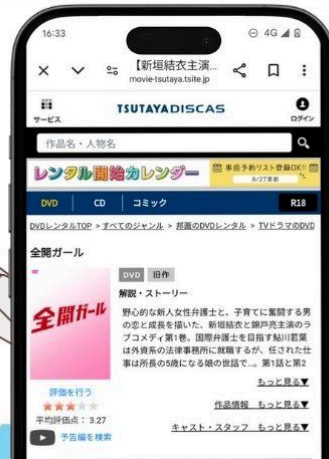 16:33
4G
【新垣結衣主演...
movie-tsutaya.tsite.jp
サービス
TSUTAYADISCAS
ログイン
作品名・人物名
レンタル開始カレンダー
事前予約リスト登録OK!!
8/27更新
DVD
CD
コミック
R18
DVDレンタルTOP > すべてのジャンル > 邦画のDVDレンタル > TVドラマのDVD
全開ガール
全開ガール
DVD 旧作
解説・ストーリー
野心的な新人女性弁護士と、子育てに奮闘する男
の恋と成長を描いた、新垣結衣と錦戸亮主演のラ
ブコメディ第1巻。国際弁護士を目指す鮎川若葉
は外資系の法律事務所に就職するが、任された仕
事は所長の5歳になる娘の世話で…。第1話と第2
もっと見る▼
評価を行う
作品情報 もっと見る▼
平均評価点: 3.27
キャスト・スタッフ もっと見る▼
予告編を検索